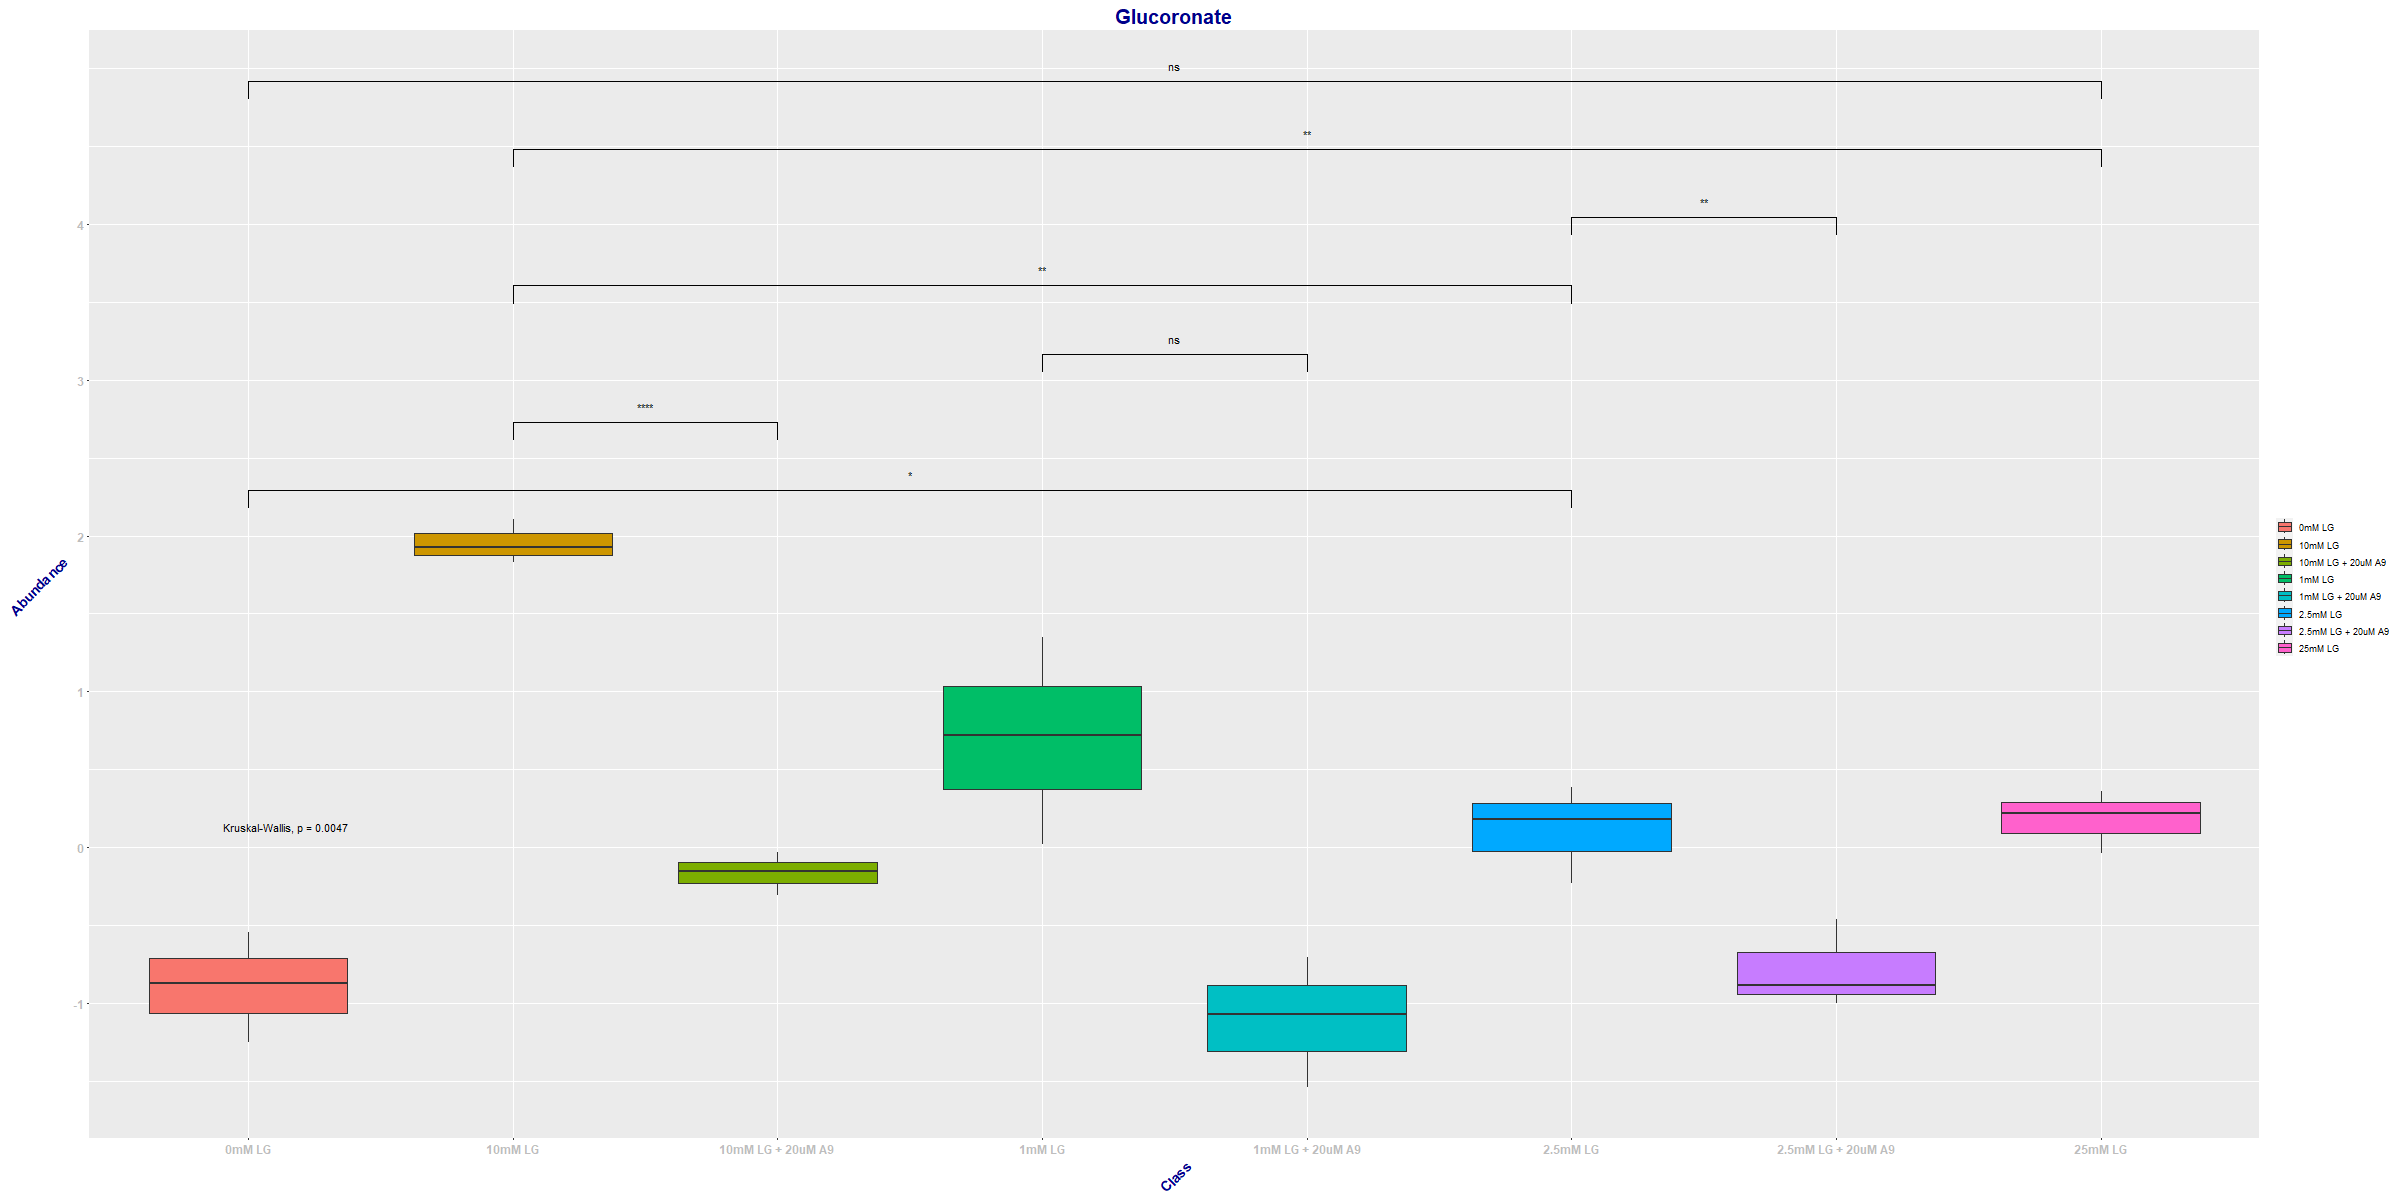 Glucoronate
ns
**
**
4
**
ns
3
****
*
2
Abundance
1
Kruskal-Wallis, p = 0.0047
0
-1
0mM LG
10mM LG
10mM LG + 20uM A9
1mM LG
1mM LG + 20uM A9
2.5mM LG
2.5mM LG + 20uM A9
25mM LG
Class
0mM LG
10mM LG
10mM LG + 20uM A9
1mM LG
1mM LG + 20uM A9
2.5mM LG
2.5mM LG + 20uM A9
25mM LG